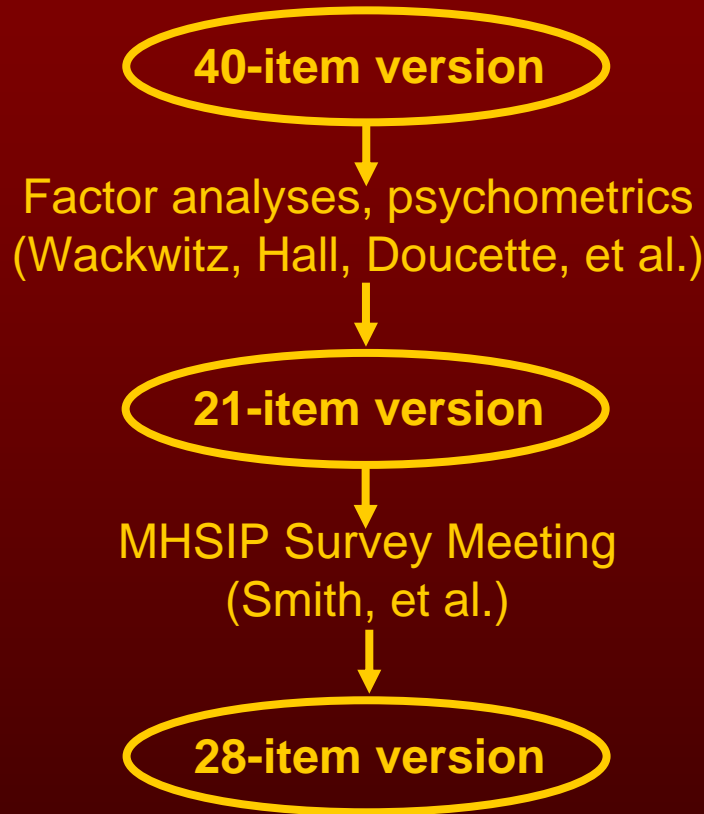 40-item version
Factor analyses, psychometrics
(Wackwitz, Hall, Doucette, et al.)
21-item version
MHSIP Survey Meeting
(Smith, et al.)
28-item version